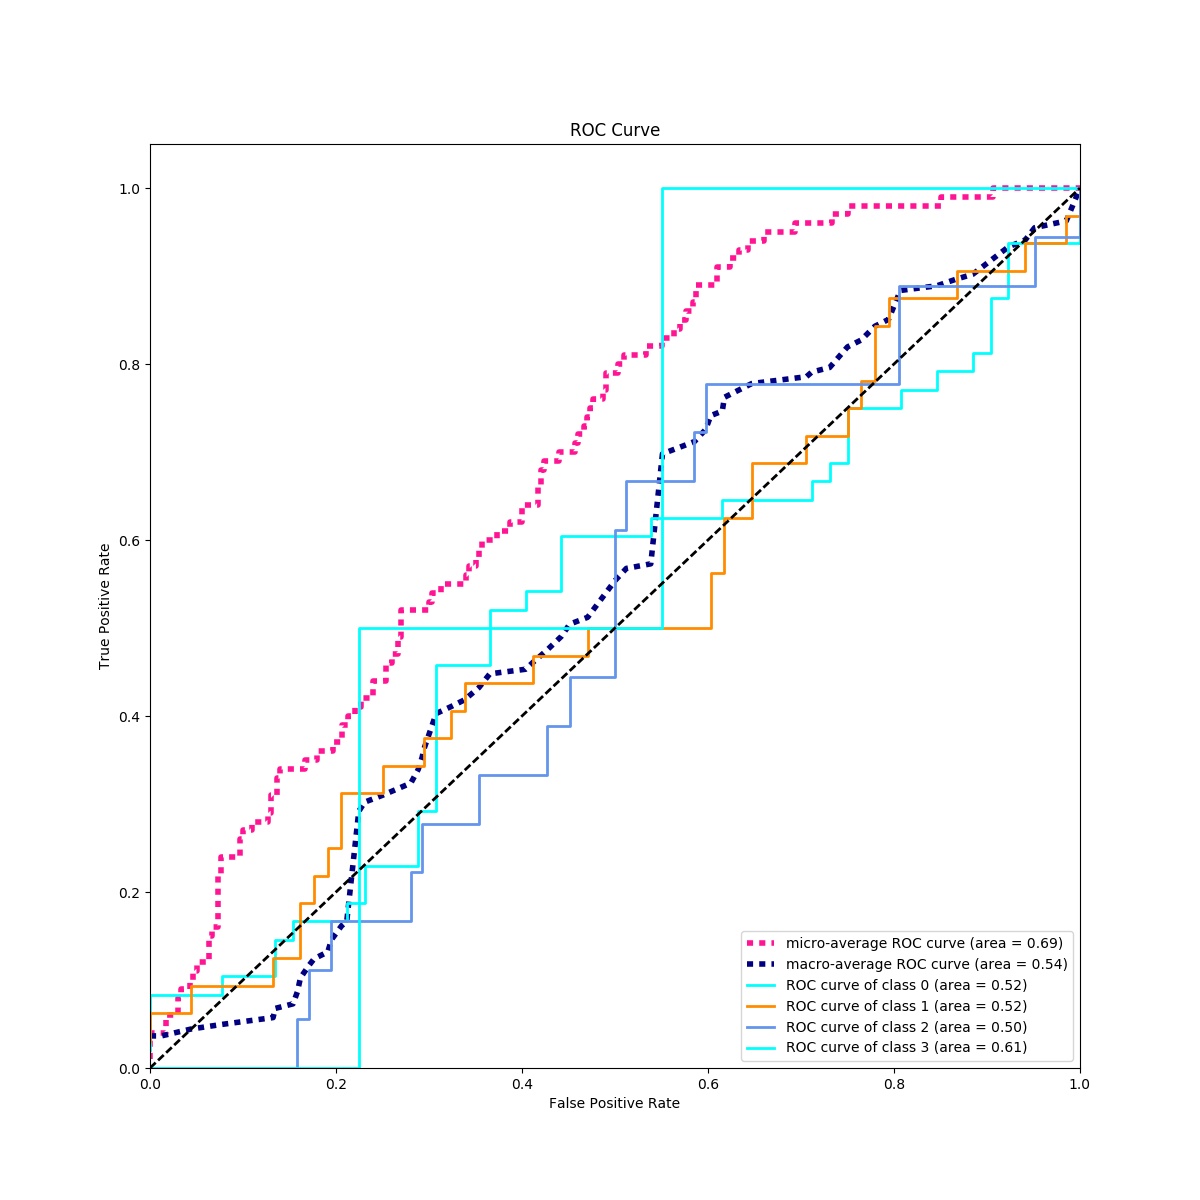 ROC Curve
True Positive Rate
1.0
0.8
0.6
0.4
0.2
0.0
0.0 0.2 0.4 0.6 0.8 1.0
False Positive Rate
micro-average ROC curve (area = 0.69)
macro-average ROC curve (area = 0.54)
ROC curve of class 0 (area = 0.52)
ROC curve of class 1 (area = 0.52)
ROC curve of class 2 (area = 0.50)
ROC curve of class 3 (area = 0.61)